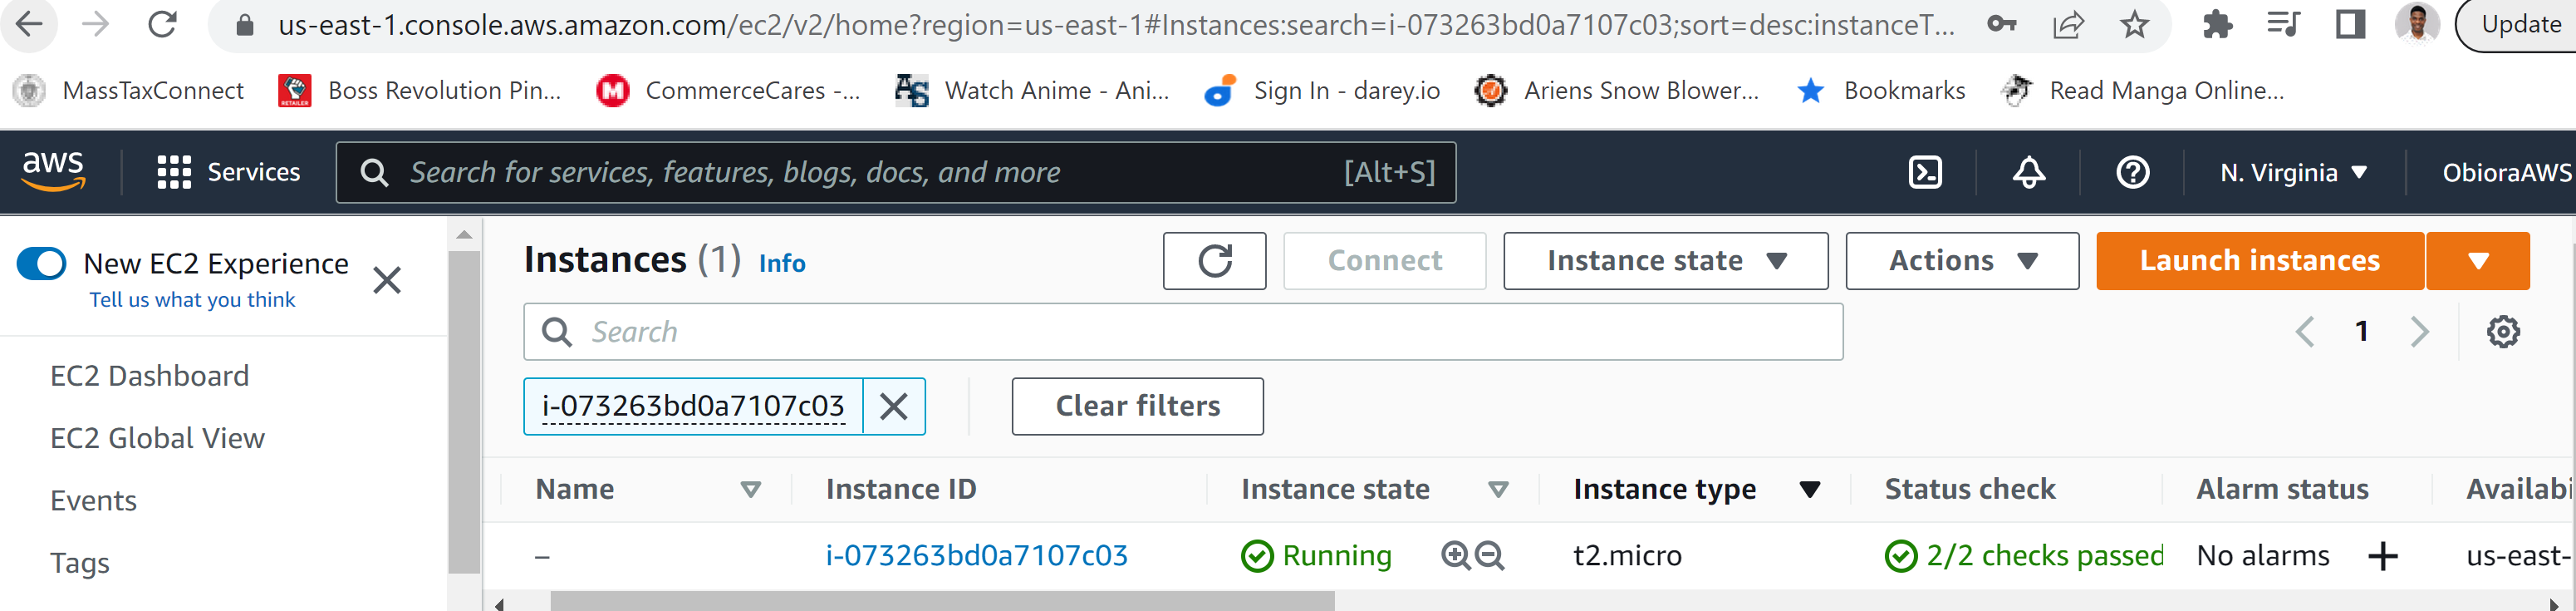 us-east-1.console.aws.amazon.com/ec2/v2/home?region=us-east-1#Instances:search=i-073263bd0a7107c03;sort=desc:instanceT...
Update
MassTaxConnect
Boss Revolution Pin...
CommerceCares -...
Watch Anime - Ani...
Sign In - darey.io
Ariens Snow Blower...
Bookmarks
Read Manga Online...
aws
Services
Search for services, features, blogs, docs, and more
[Alt+S]
N. Virginia
ObioraAWS
New EC2 Experience
Tell us what you think
EC2 Dashboard
EC2 Global View
Events
Tags
Instances (1) Info
Connect
Instance state
Actions
Launch instances
Search
1
i-073263bd0a7107c03
Clear filters
Name Instance ID Instance state Instance type Status check Alarm status Availabi
– i-073263bd0a7107c03 Running t2.micro 2/2 checks passed No alarms + us-east-